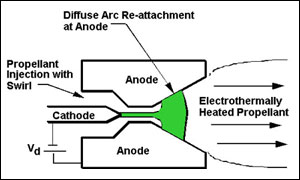 Diffuse Arc Re-attachment
at Anode
Propellant
Injection with
Swirl
Anode
Cathode
Electrothermally
Heated Propellant
Vd
Anode